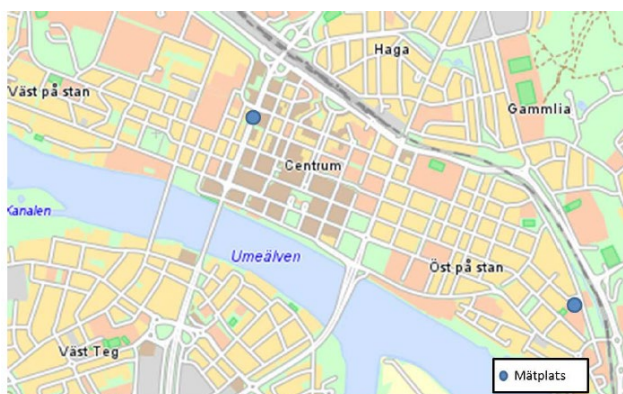 Haga
Väst på stan
Gammlia
Centrum
Kanalen
Umeälven
Öst på stan
Väst Teg
Mätplats